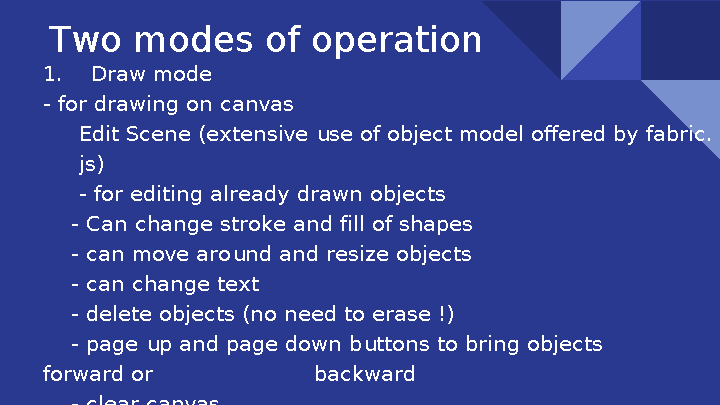 Two modes of operation
1. Draw mode
- for drawing on canvas
Edit Scene (extensive use of object model offered by fabric.
js)
- for editing already drawn objects
- Can change stroke and fill of shapes
- can move around and resize objects
- can change text
- delete objects (no need to erase !)
- page up and page down buttons to bring objects
forward or backward
- clear canvas